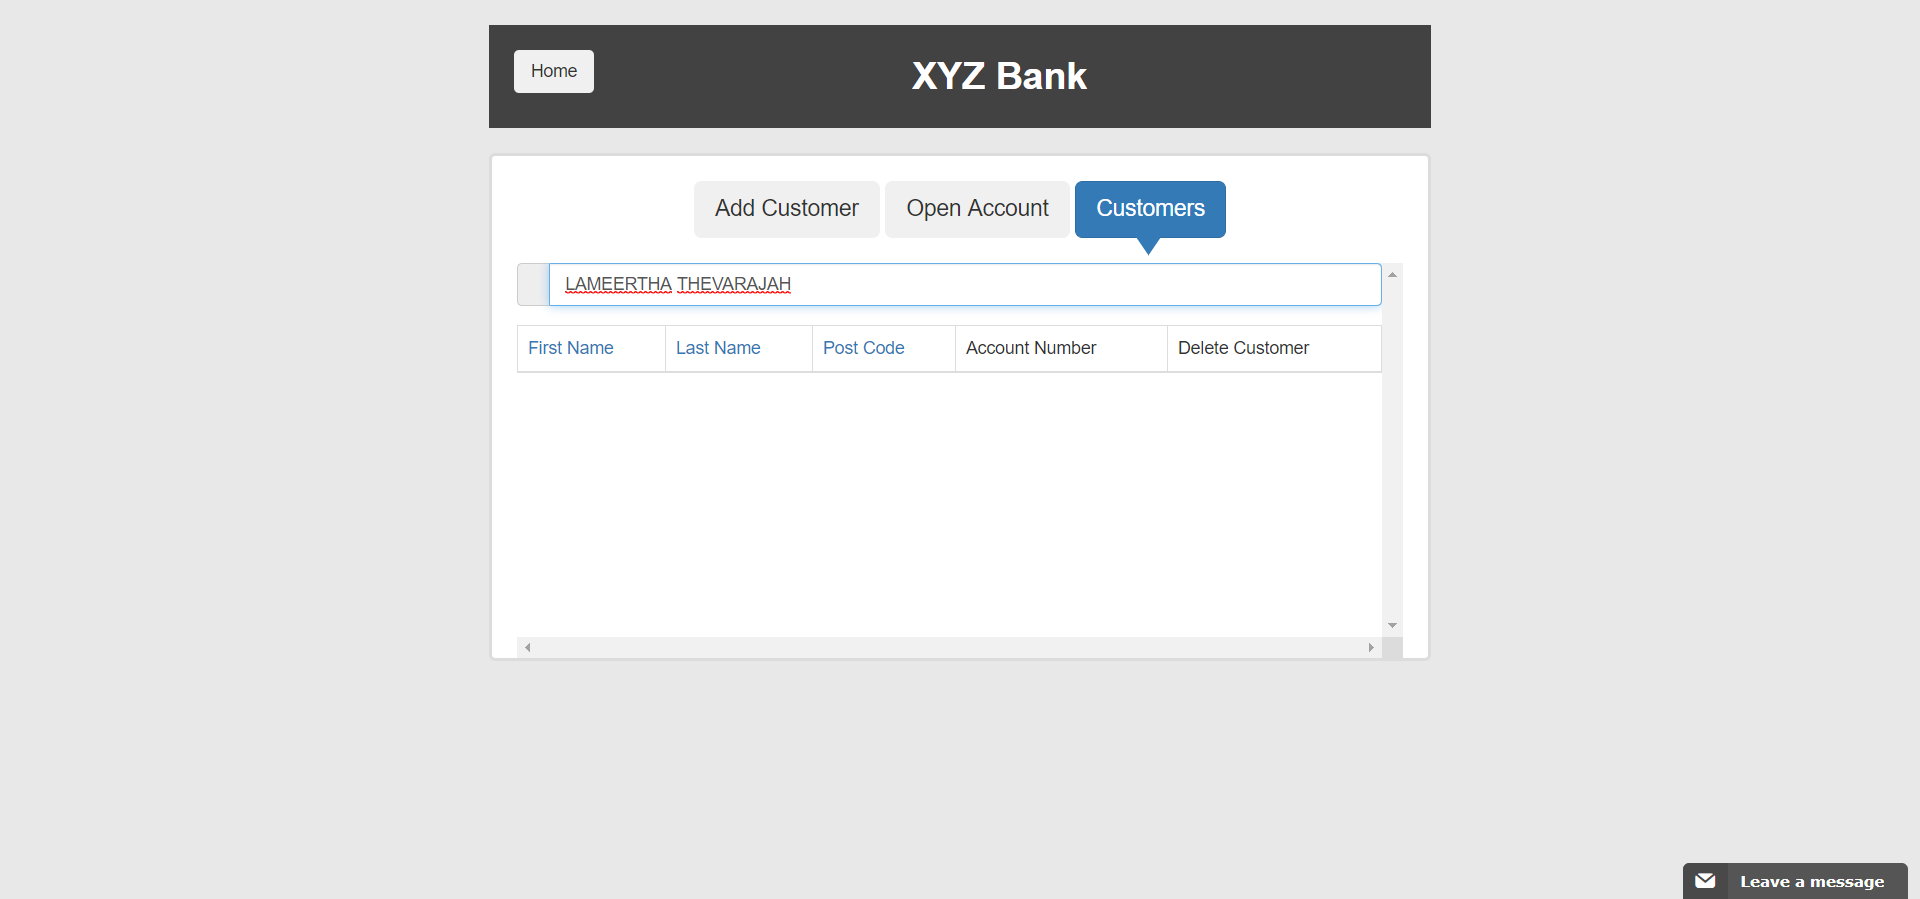 Home
XYZ Bank
Add Customer Open Account Customers
LAMEERTHA THEVARAJAH
First Name Last Name Post Code Account Number Delete Customer
Leave a message